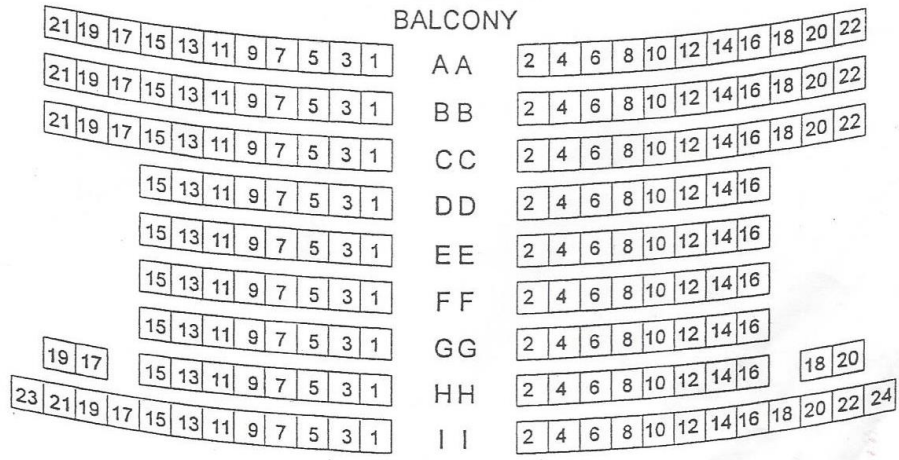 BALCONY
21 19 17 15 13 11 9 7 5 3 1 AA 2 4 6 8 10 12 14 16 18 20 22
21 19 17 15 13 11 9 7 5 3 1 BB 2 4 6 8 10 12 14 16 18 20 22
21 19 17 15 13 11 9 7 5 3 1 CC 2 4 6 8 10 12 14 16 18 20 22
15 13 11 9 7 5 3 1 DD 2 4 6 8 10 12 14 16
15 13 11 9 7 5 3 1 EE 2 4 6 8 10 12 14 16
15 13 11 9 7 5 3 1 FF 2 4 6 8 10 12 14 16
15 13 11 9 7 5 3 1 GG 2 4 6 8 10 12 14 16
19 17 15 13 11 9 7 5 3 1 HH 2 4 6 8 10 12 14 16 18 20
23 21 19 17 15 13 11 9 7 5 3 1 II 2 4 6 8 10 12 14 16 18 20 22 24